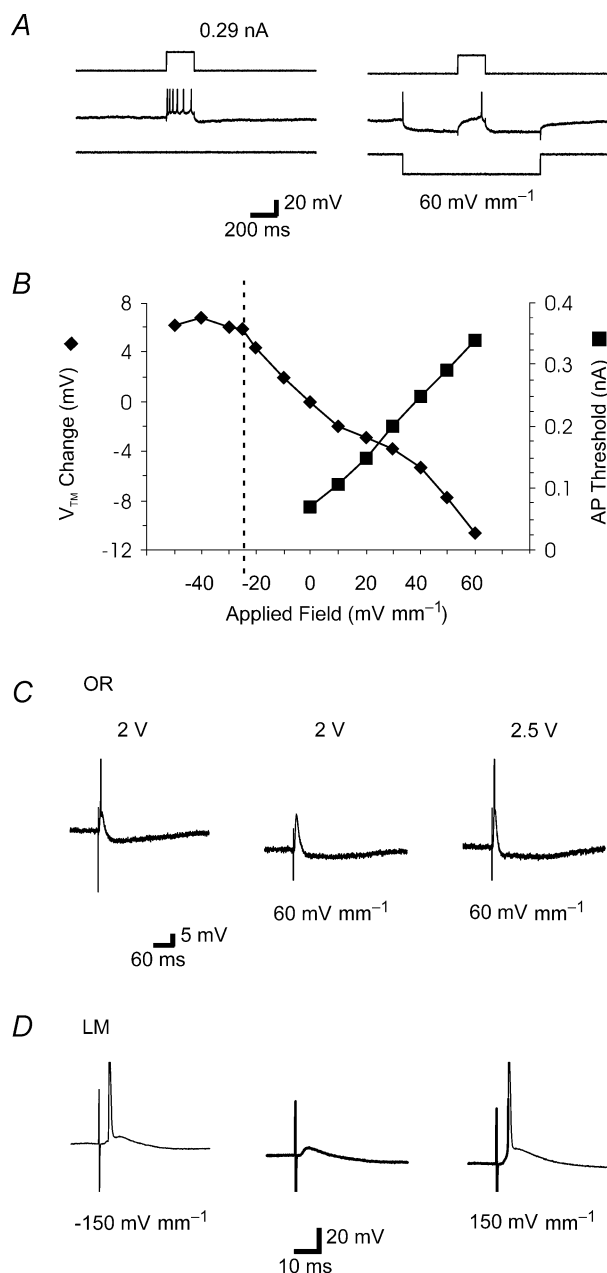 A
0.29 nA
20 mV
200 ms
60 mV mm⁻¹
B
8
4
0
-4
-8
-12
V_TM Change (mV)
0.4
0.3
0.2
0.1
0
AP Threshold (nA)
-40 -20 0 20 40 60
Applied Field (mV mm⁻¹)
C OR
2 V 2 V 2.5 V
60 mV mm⁻¹ 60 mV mm⁻¹
5 mV
60 ms
D LM
-150 mV mm⁻¹ 150 mV mm⁻¹
20 mV
10 ms